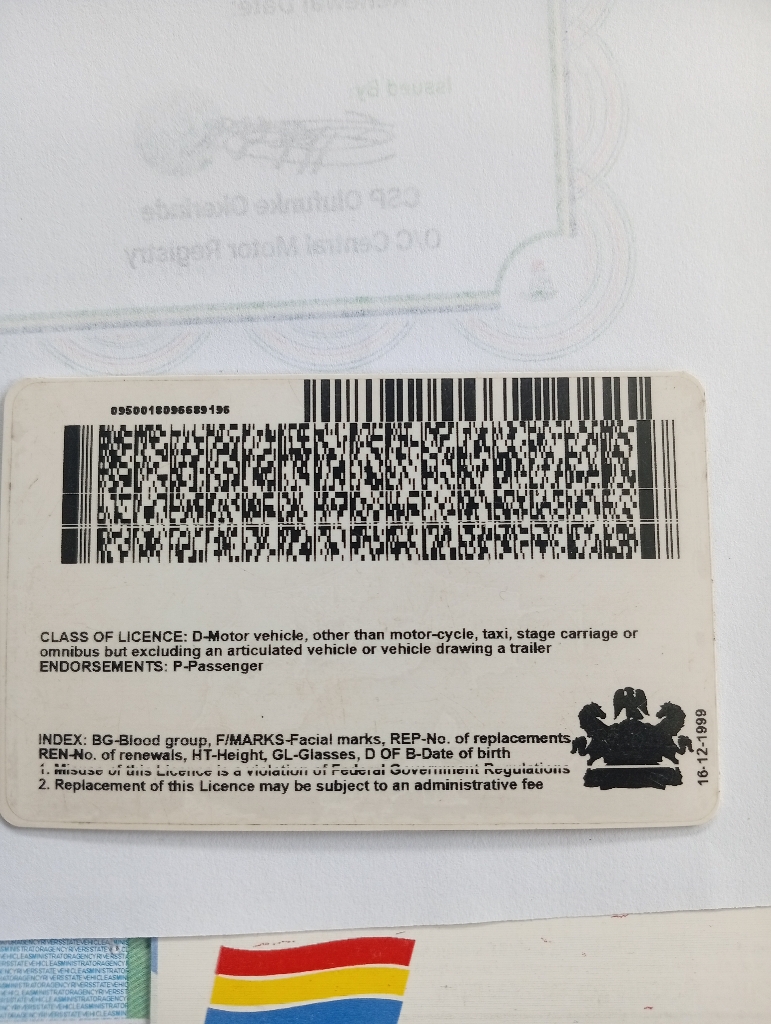 Renewal Date:
Issued By:
CSP Olufunke Okerinde
O/C Central Motor Registry
0950018096689196
CLASS OF LICENCE: D-Motor vehicle, other than motor-cycle, taxi, stage carriage or
omnibus but excluding an articulated vehicle or vehicle drawing a trailer
ENDORSEMENTS: P-Passenger
INDEX: BG-Blood group, F/MARKS-Facial marks, REP-No. of replacements,
REN-No. of renewals, HT-Height, GL-Glasses, D OF B-Date of birth
1. Misuse of this Licence is a violation of Federal Government Regulations
2. Replacement of this Licence may be subject to an administrative fee
16-12-1999